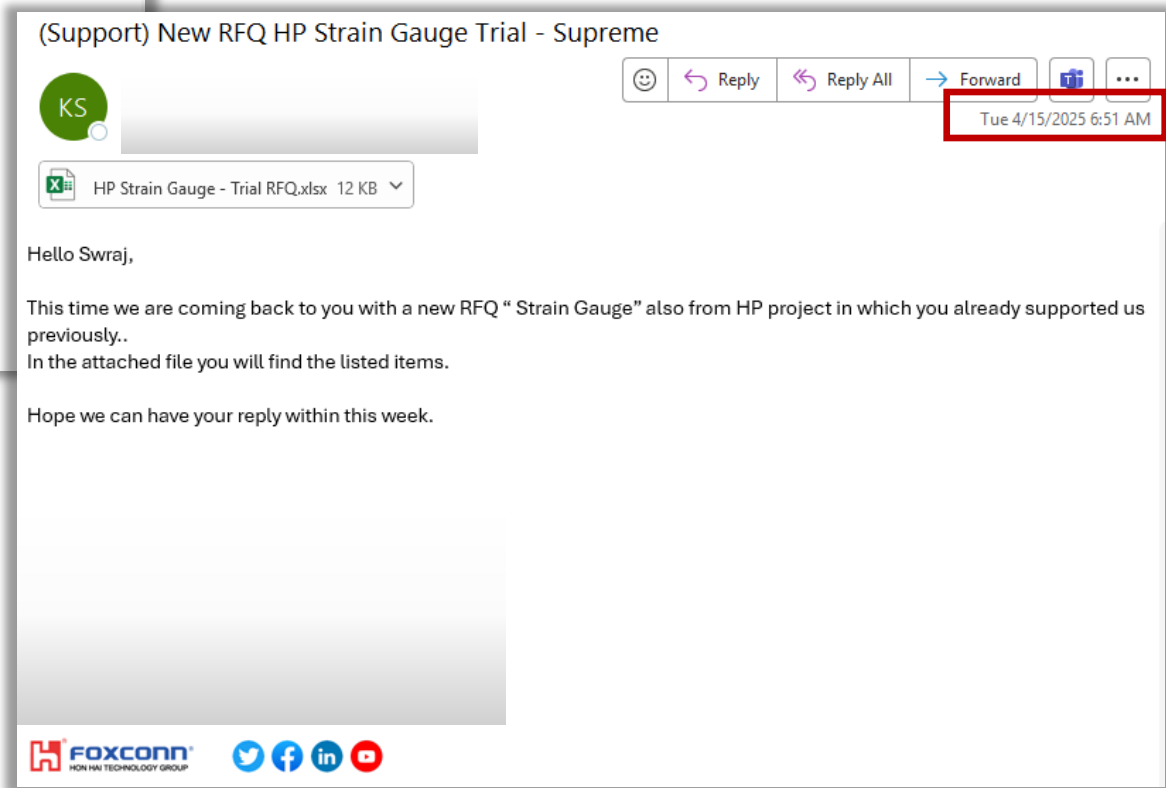 (Support) New RFQ HP Strain Gauge Trial - Supreme
KS
Reply
Reply All
Forward
Tue 4/15/2025 6:51 AM
HP Strain Gauge - Trial RFQ.xlsx 12 KB
Hello Swraj,
This time we are coming back to you with a new RFQ “ Strain Gauge” also from HP project in which you already supported us
previously..
In the attached file you will find the listed items.
Hope we can have your reply within this week.
FOXCONN®
HON HAI TECHNOLOGY GROUP